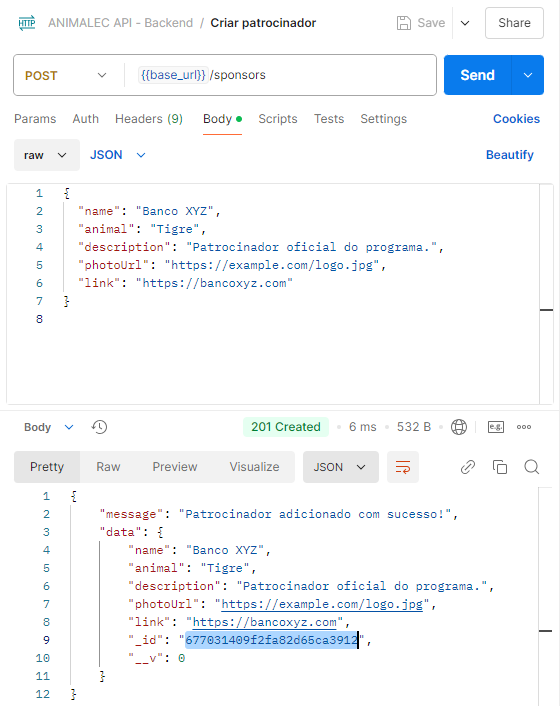 HTTP ANIMALEC API - Backend / Criar patrocinador Save Share
POST {{base_url}} /sponsors Send
Params Auth Headers (9) Body Scripts Tests Settings Cookies
raw JSON Beautify
1 {
2 "name": "Banco XYZ",
3 "animal": "Tigre",
4 "description": "Patrocinador oficial do programa.",
5 "photoUrl": "https://example.com/logo.jpg",
6 "link": "https://bancoxyz.com"
7 }
8
Body 201 Created 6 ms 532 B e.g.
Pretty Raw Preview Visualize JSON
1 {
2 "message": "Patrocinador adicionado com sucesso!",
3 "data": {
4 "name": "Banco XYZ",
5 "animal": "Tigre",
6 "description": "Patrocinador oficial do programa.",
7 "photoUrl": "https://example.com/logo.jpg",
8 "link": "https://bancoxyz.com",
9 "_id": "677031409f2fa82d65ca3912",
10 "__v": 0
11 }
12 }